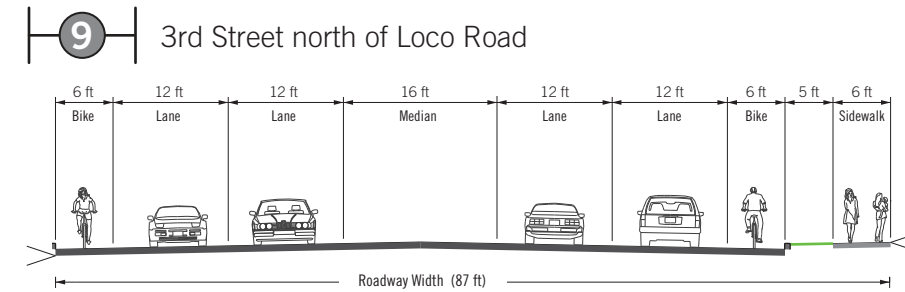 9 3rd Street north of Loco Road
6 ft 12 ft 12 ft 16 ft 12 ft 12 ft 6 ft 5 ft 6 ft
Bike Lane Lane Median Lane Lane Bike Sidewalk
Roadway Width (87 ft)